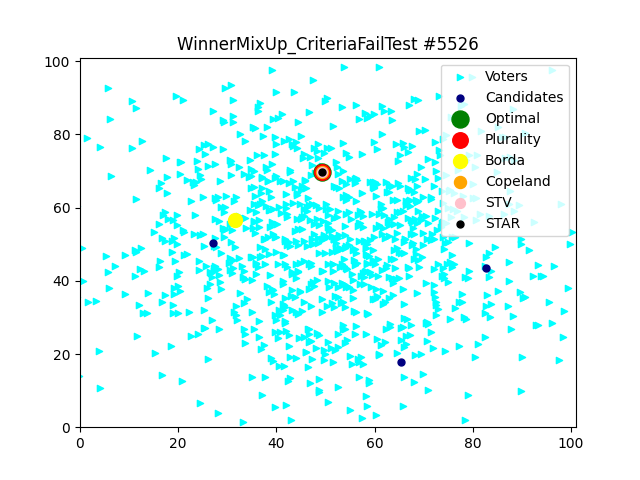 WinnerMixUp_CriteriaFailTest #5526
100
80
60
40
20
0
0
20
40
60
80
100
Voters
Candidates
Optimal
Plurality
Borda
Copeland
STV
STAR